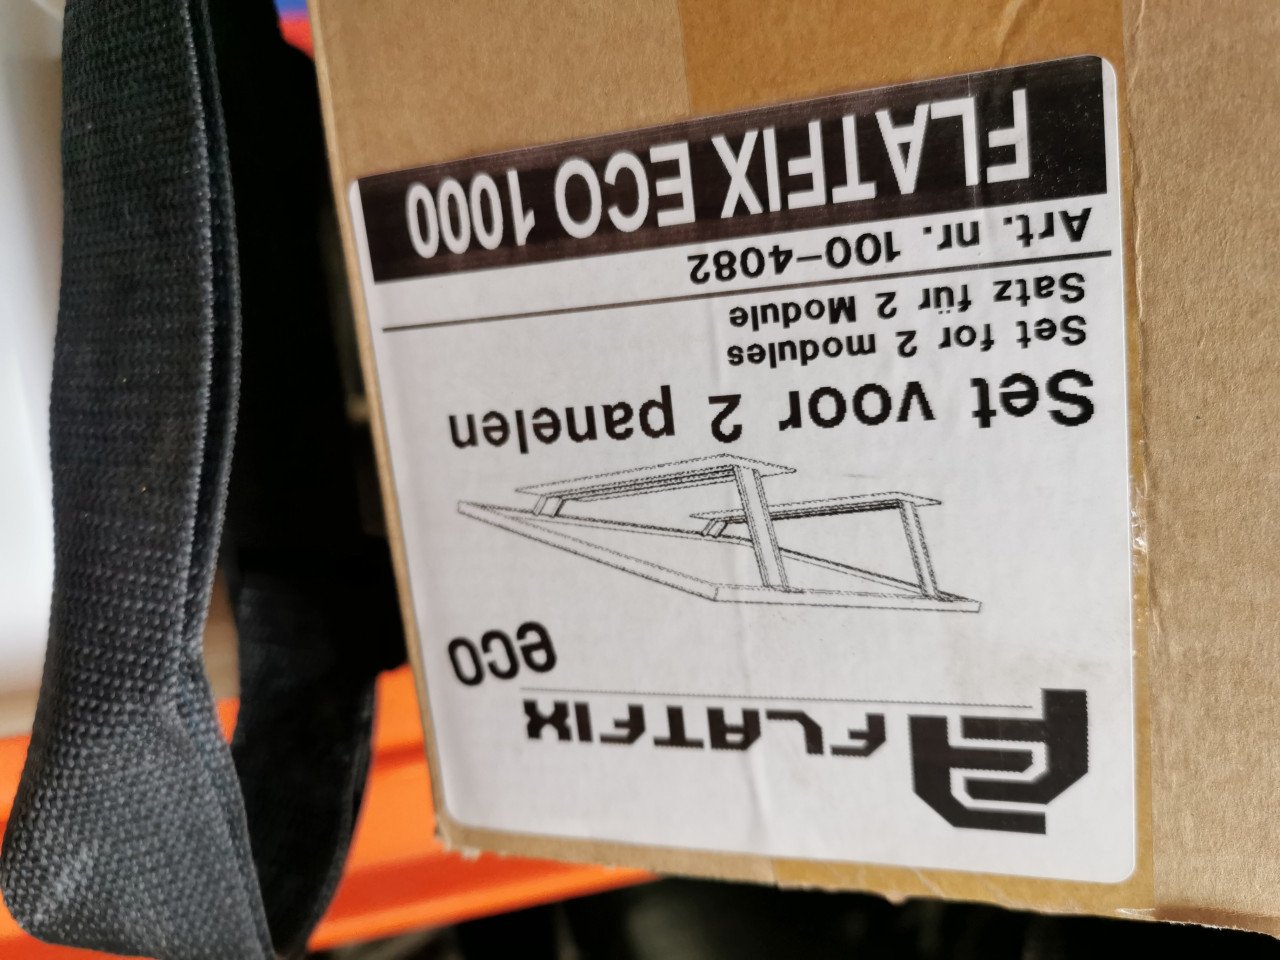 FLATFIX
eco
Set voor 2 panelen
Set for 2 modules
Satz für 2 Module
Art. nr. 100-4082
FLATFIX ECO 1000